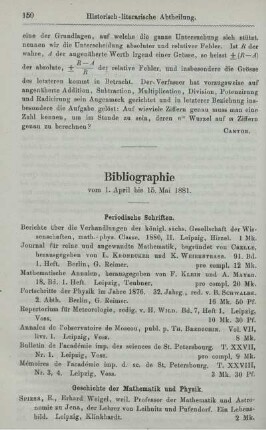 150 Historisch-literarische Abtheilung.
eine der Grundlagen, auf welche die ganze Untersuchung sich stützt,
nennen wir die Unterscheidung absoluter und relativer Fehler. Ist R der
wahre, A der angenäherte Werth irgend einer Grösse, so heisst ± (R−A)
der absolute, ± (R−A)/R der relative Fehler, und insbesondere die Grösse
des letzteren kommt in Betracht. Der Verfasser hat vorzugsweise auf
angenäherte Addition, Subtraction, Multiplication, Division, Potenzirung
und Radicirung sein Augenmerk gerichtet und in letzterer Beziehung insbesondere
die Aufgabe gelöst: Auf wieviele Ziffern genau muss man eine
Zahl kennen, um im Stande zu sein, deren nte Wurzel auf m Ziffern
genau zu berechnen?
CANTOR.
Bibliographie
vom 1. April bis 15. Mai 1881.
Periodische Schriften.
Berichte über die Verhandlungen der königl. sächs. Gesellschaft der Wissenschaften,
math.-phys. Classe, 1880, II. Leipzig, Hirzel. 1 Mk.
Journal für reine und angewandte Mathematik, begründet von CRELLE,
herausgegeben von L. KRONECKER und K. WEIERSTRASS. 91. Bd.
1. Heft. Berlin, G. Reimer. pro compl. 12 Mk.
Mathematische Annalen, herausgegeben von F. KLEIN und A. MAYER.
18. Bd. 1. Heft. Leipzig, Teubner. pro compl. 20 Mk.
Fortschritte der Physik im Jahre 1876. 32. Jahrg., red. v. B. SCHWALBE.
2. Abth. Berlin, G. Reimer. 16 Mk. 50 Pf.
Repertorium für Meteorologie, redig. v. H. WILD. Bd. 7, Heft 1. Leipzig,
Voss. 10 Mk. 30 Pf.
Annales de l'observatoire de Moscou, publ. p. TH. BREDICHIN. Vol. VII,
livr. 1. Leipzig, Voss. 8 Mk.
Bulletin de l'académie imp. des sciences de St. Petersbourg. T. XXVII,
Nr. 1. Leipzig, Voss. pro compl. 9 Mk.
Mémoires de l'académie imp. d. sc. de St. Petersbourg. T. XXVIII,
Nr. 3, 4. Leipzig, Voss. 3 Mk. 30 Pf.
Geschichte der Mathematik und Physik.
SPIESS, E., Erhard Weigel, weil. Professor der Mathematik und Astronomie
zu Jena, der Lehrer von Leibnitz und Pufendorf. Ein Lebensbild.
Leipzig, Klinkhardt. 2 Mk.